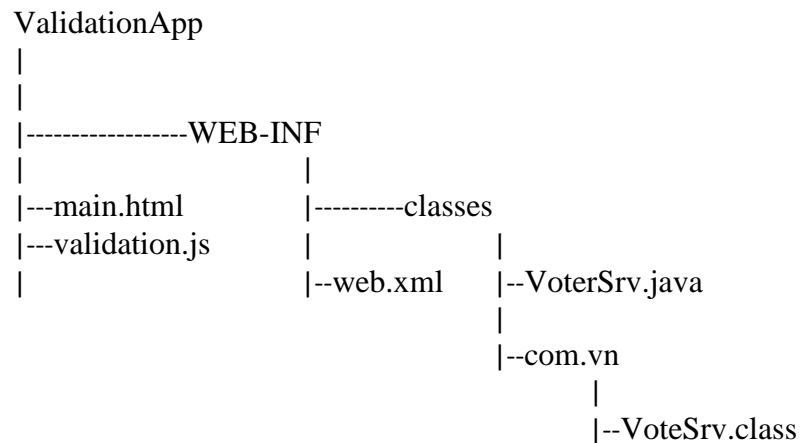 ValidationApp
|
|
|------------------WEB-INF
| |
|---main.html |----------classes
|---validation.js | |
| |--web.xml |--VoterSrv.java
|
|--com.vn
|
|--VoteSrv.class